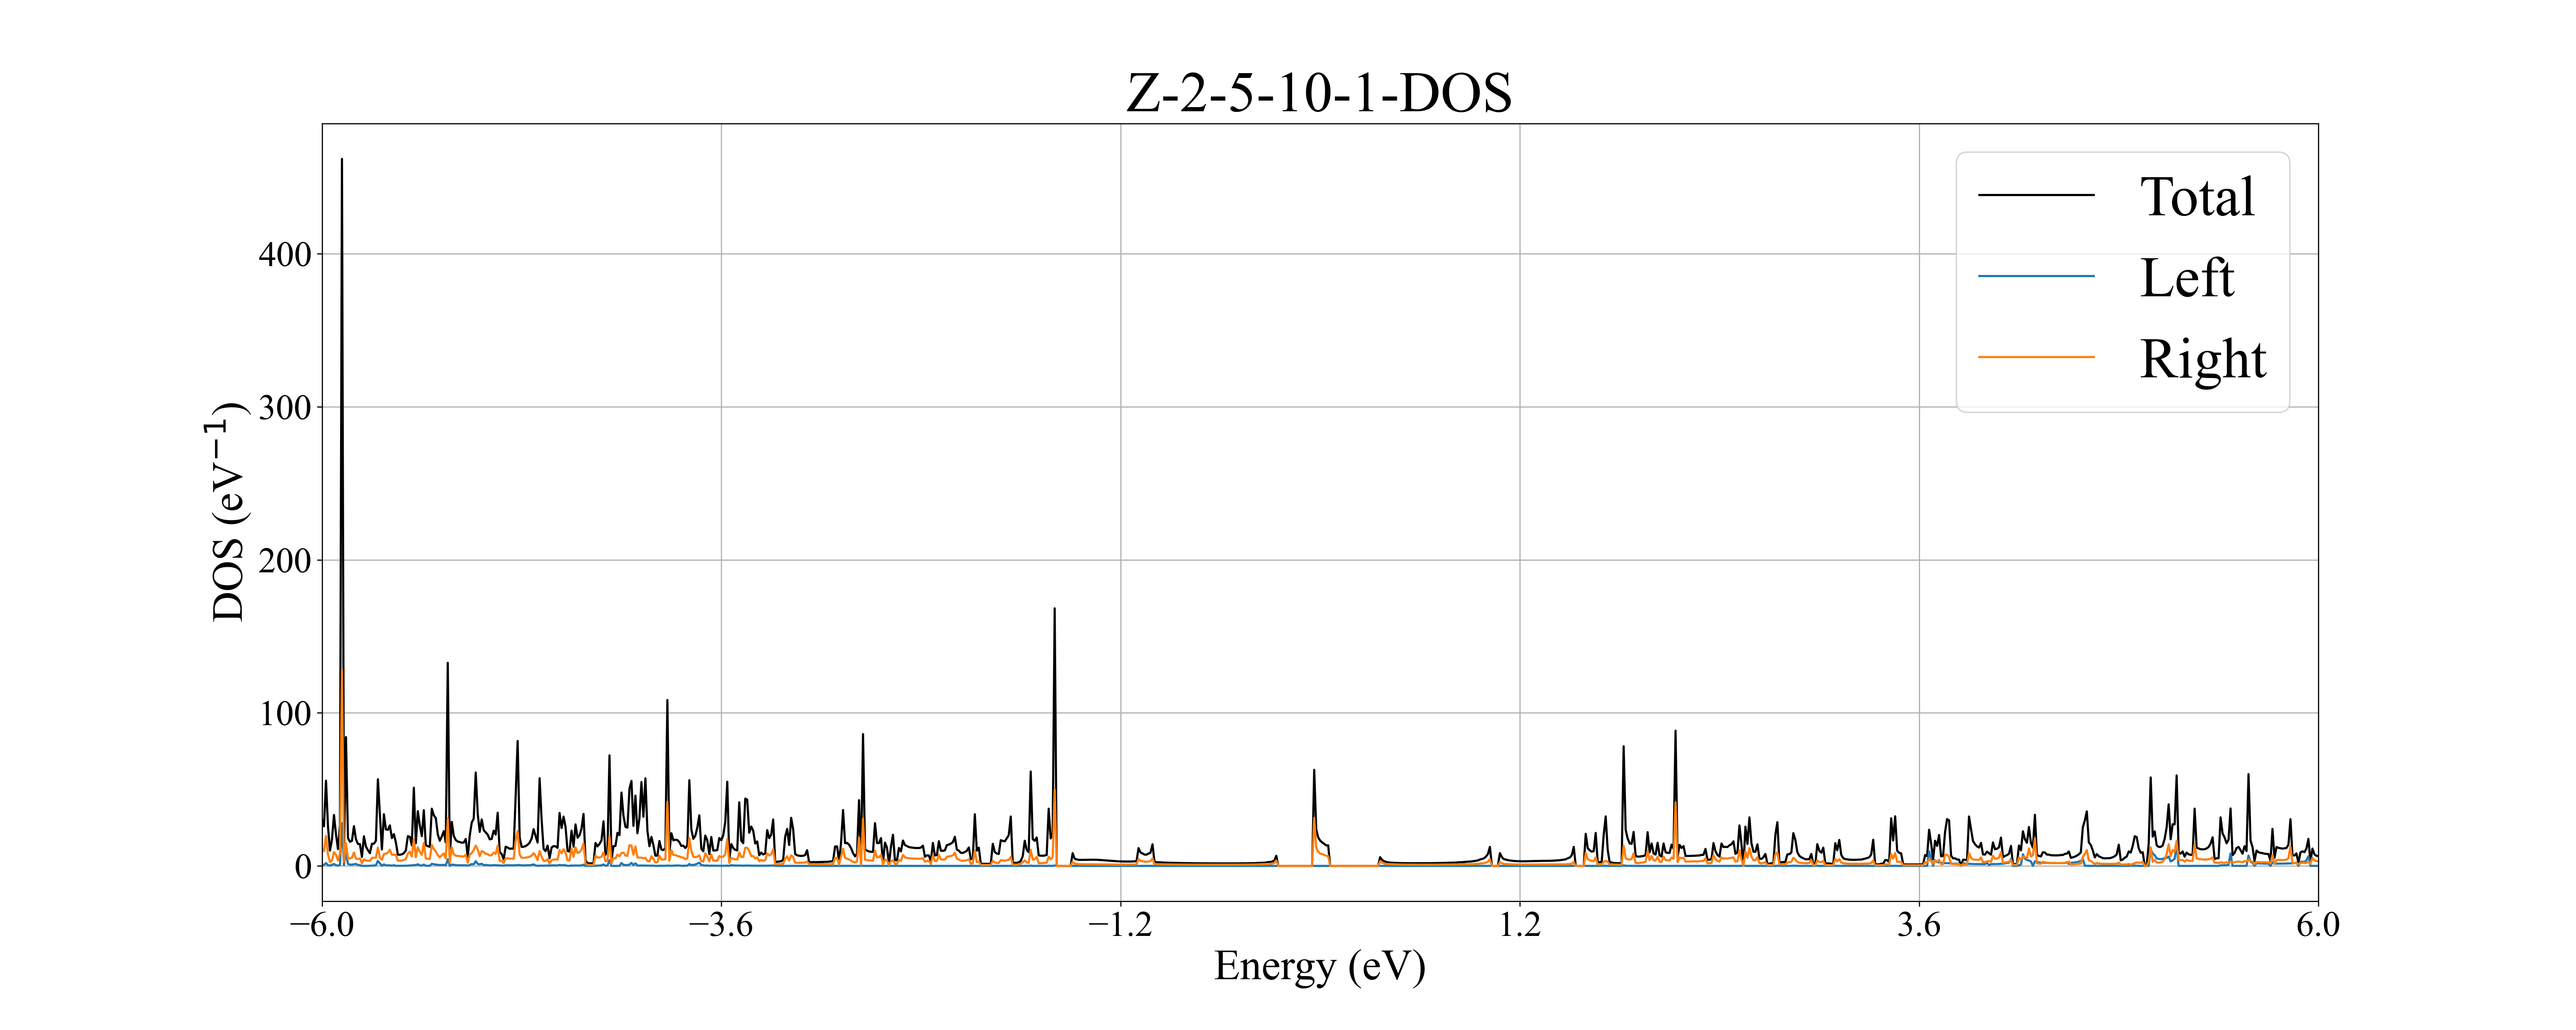 Z-2-5-10-1-DOS
Total
Left
Right
DOS (eV⁻¹)
400
300
200
100
0
−6.0 −3.6 −1.2 1.2 3.6 6.0
Energy (eV)